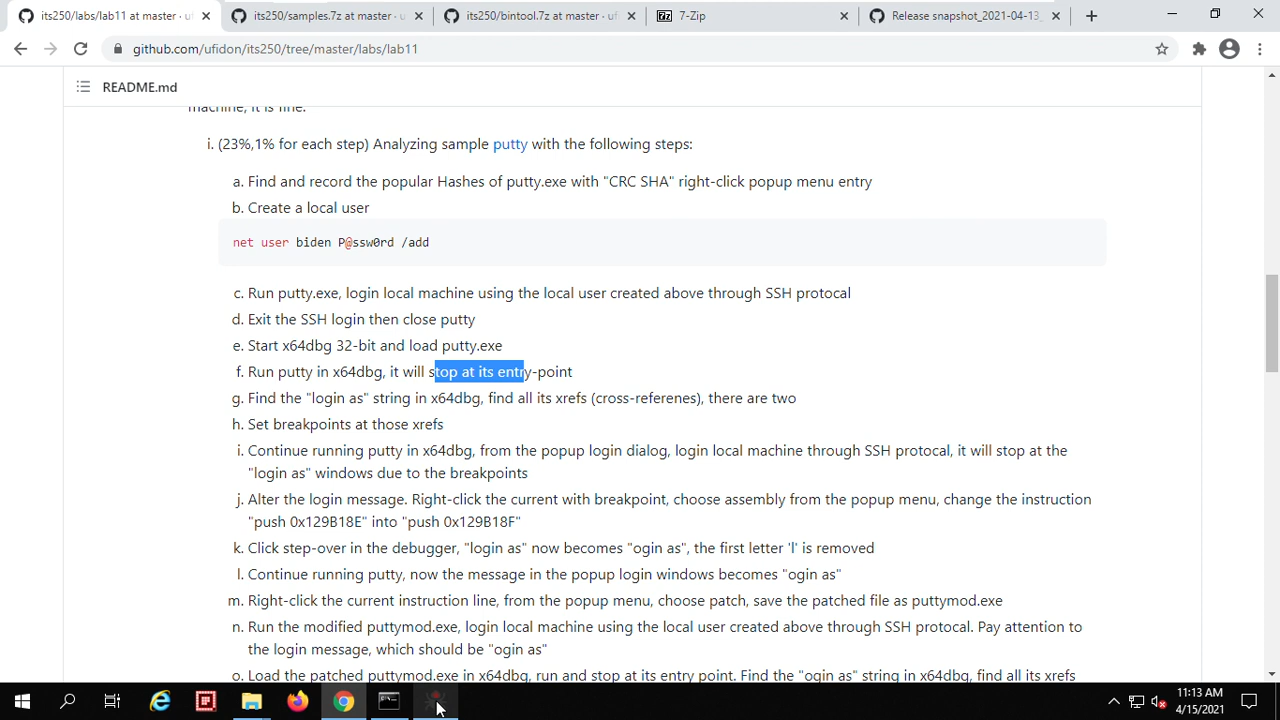 its250/labs/lab11 at master · u
its250/samples.7z at master · u
its250/bintool.7z at master · uf
7z 7-Zip
Release snapshot_2021-04-13_
github.com/ufidon/its250/tree/master/labs/lab11
README.md
machine, it is fine.
i. (23%,1% for each step) Analyzing sample putty with the following steps:
a. Find and record the popular Hashes of putty.exe with "CRC SHA" right-click popup menu entry
b. Create a local user
net user biden P@ssw0rd /add
c. Run putty.exe, login local machine using the local user created above through SSH protocal
d. Exit the SSH login then close putty
e. Start x64dbg 32-bit and load putty.exe
f. Run putty in x64dbg, it will stop at its entry-point
g. Find the "login as" string in x64dbg, find all its xrefs (cross-referenes), there are two
h. Set breakpoints at those xrefs
i. Continue running putty in x64dbg, from the popup login dialog, login local machine through SSH protocal, it will stop at the
"login as" windows due to the breakpoints
j. Alter the login message. Right-click the current with breakpoint, choose assembly from the popup menu, change the instruction
"push 0x129B18E" into "push 0x129B18F"
k. Click step-over in the debugger, "login as" now becomes "ogin as", the first letter 'l' is removed
l. Continue running putty, now the message in the popup login windows becomes "ogin as"
m. Right-click the current instruction line, from the popup menu, choose patch, save the patched file as puttymod.exe
n. Run the modified puttymod.exe, login local machine using the local user created above through SSH protocal. Pay attention to
the login message, which should be "ogin as"
o. Load the patched puttymod.exe in x64dbg, run and stop at its entry point. Find the "ogin as" string in x64dbg, find all its xrefs
11:13 AM
4/15/2021